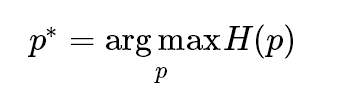 p* = arg max H(p)
p